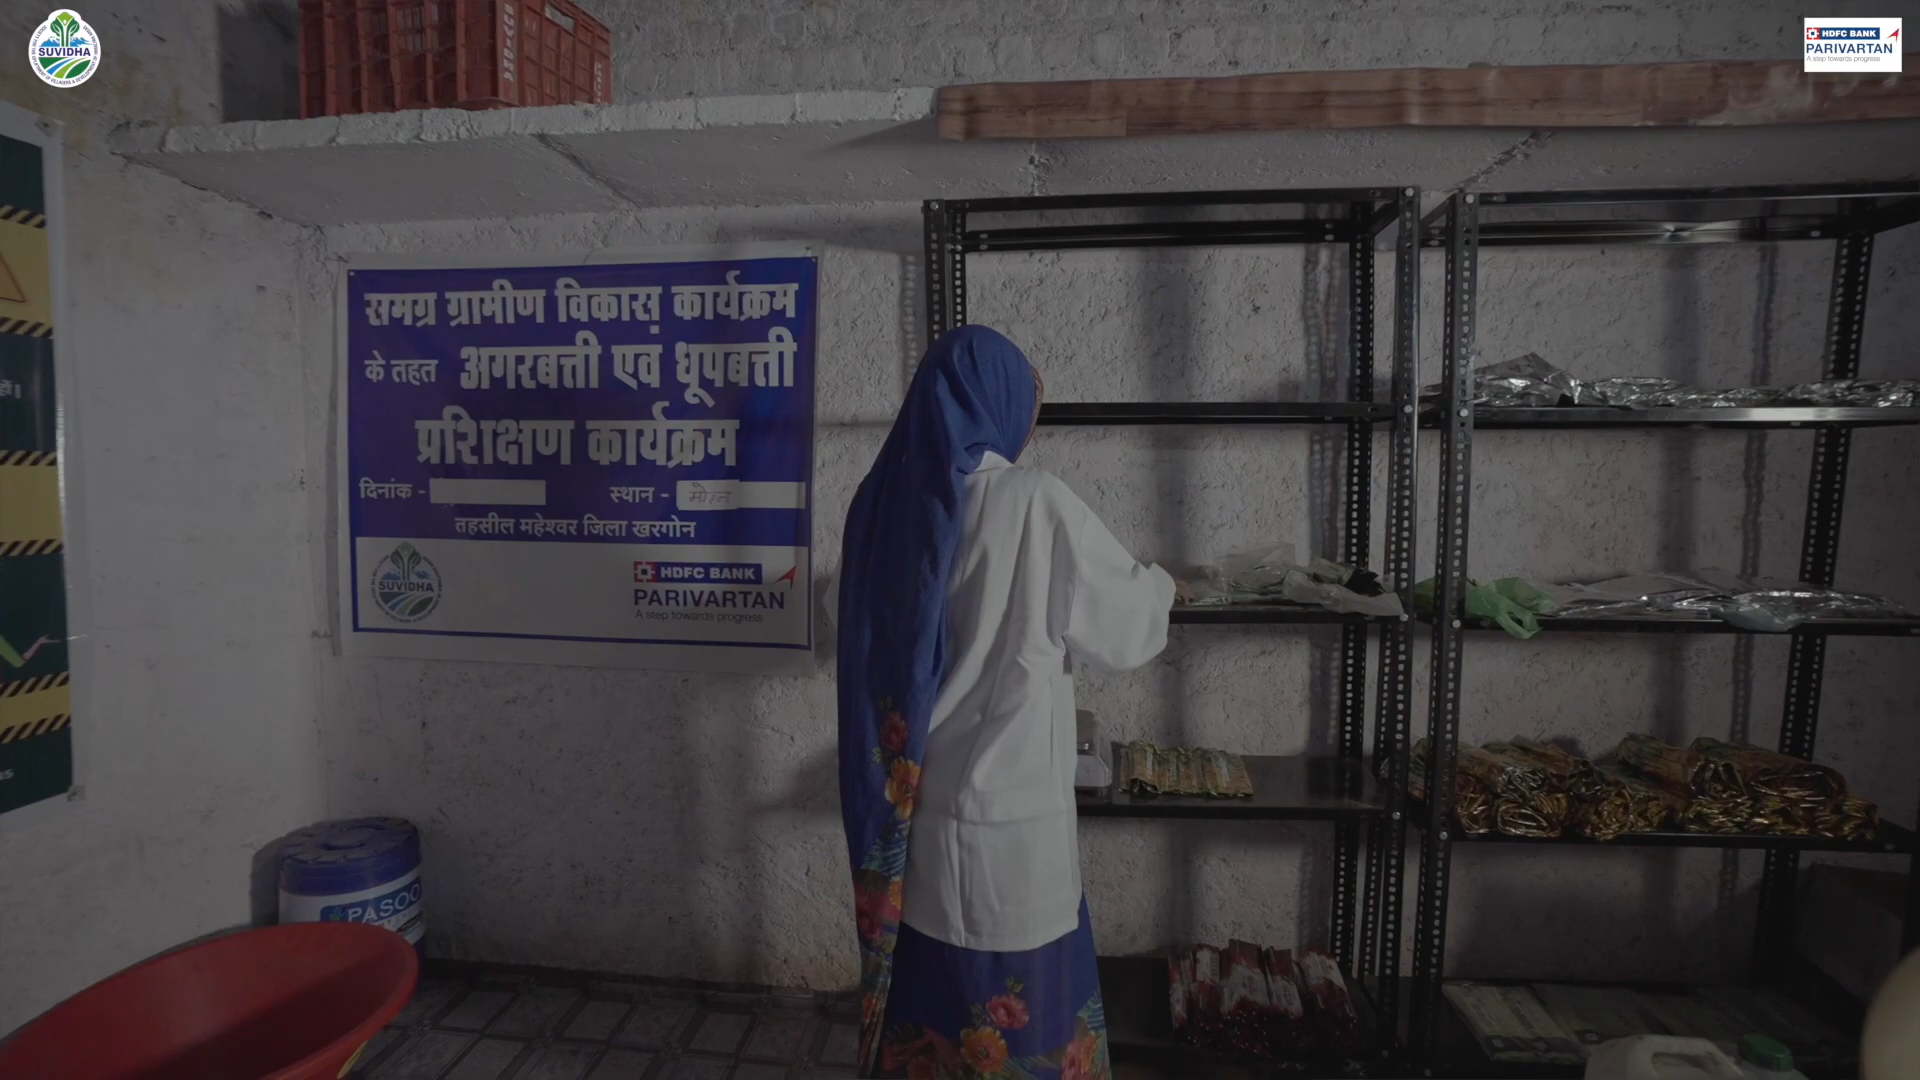 SUVIDHA
HDFC BANK
PARIVARTAN
A step towards progress
समग्र ग्रामीण विकास कार्यक्रम
के तहत अगरबत्ती एवं धूपबत्ती
प्रशिक्षण कार्यक्रम
दिनांक - स्थान - मोहना
तहसील महेश्वर जिला खरगोन
SUVIDHA
HDFC BANK
PARIVARTAN
A step towards progress
PASOO